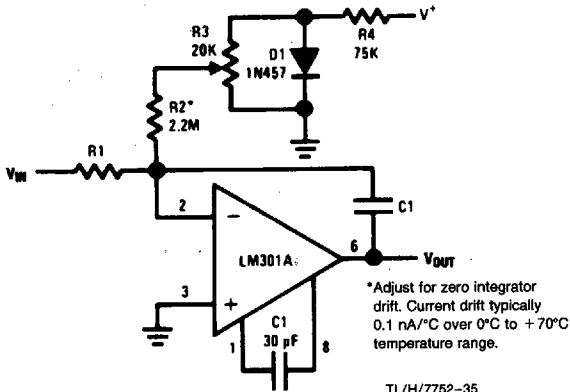 V+
R3
20K
D1
1N457
R4
75K
R2*
2.2M
R1
VIN
2
−
C1
LM301A
6
VOUT
3
+
C1
30 pF
1
8
*Adjust for zero integrator
drift. Current drift typically
0.1 nA/°C over 0°C to +70°C
temperature range.
TL/H/7752–35